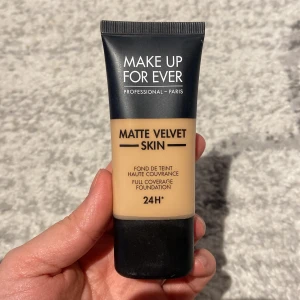 MAKE UP
FOR EVER
PROFESSIONAL — PARIS
MATTE VELVET
— SKIN —
FOND DE TEINT
HAUTE COUVRANCE
FULL COVERAGE
FOUNDATION
24H*